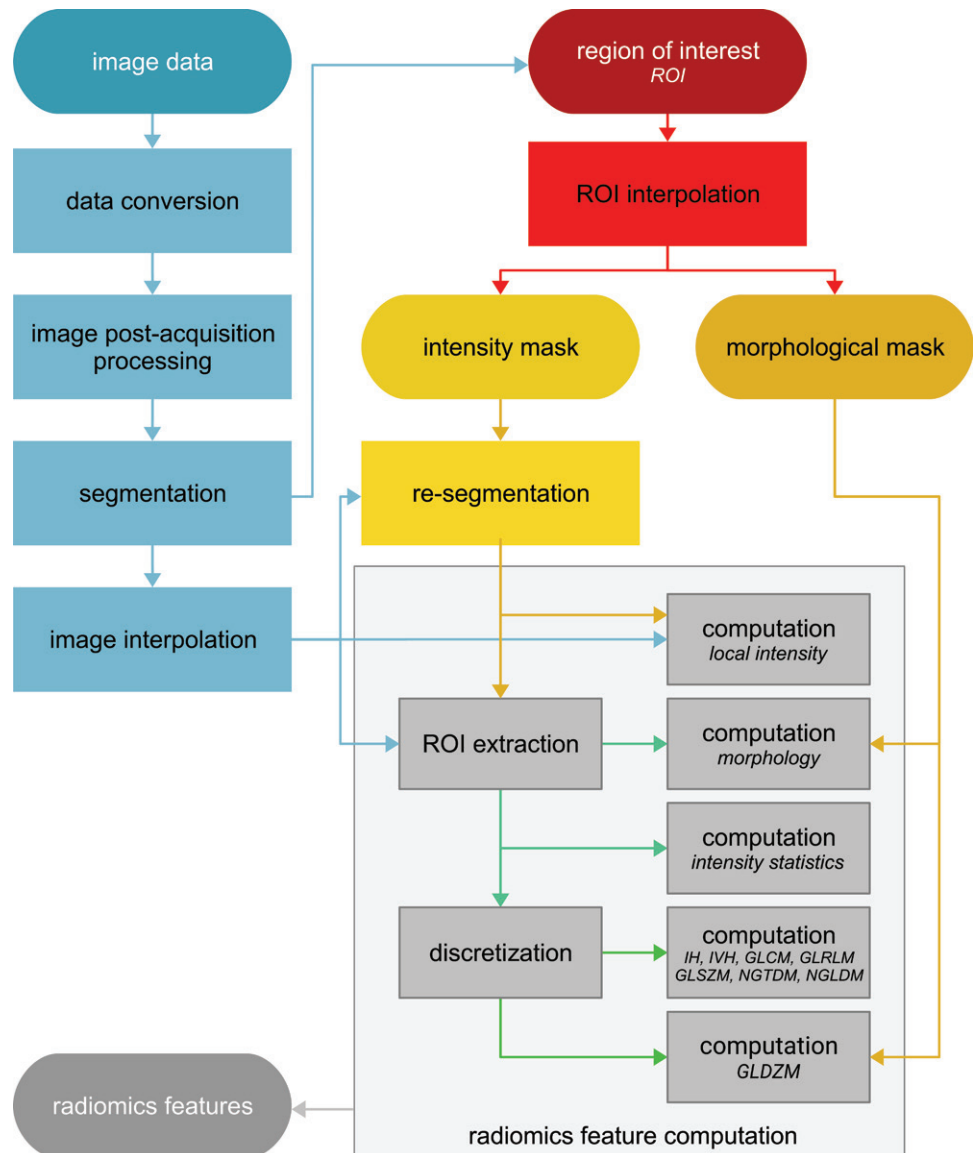 image data
data conversion
image post-acquisition
processing
segmentation
image interpolation
region of interest
ROI
ROI interpolation
intensity mask
morphological mask
re-segmentation
computation
local intensity
ROI extraction
computation
morphology
computation
intensity statistics
discretization
computation
IH, IVH, GLCM, GLRLM
GLSZM, NGTDM, NGLDM
computation
GLDZM
radiomics features
radiomics feature computation